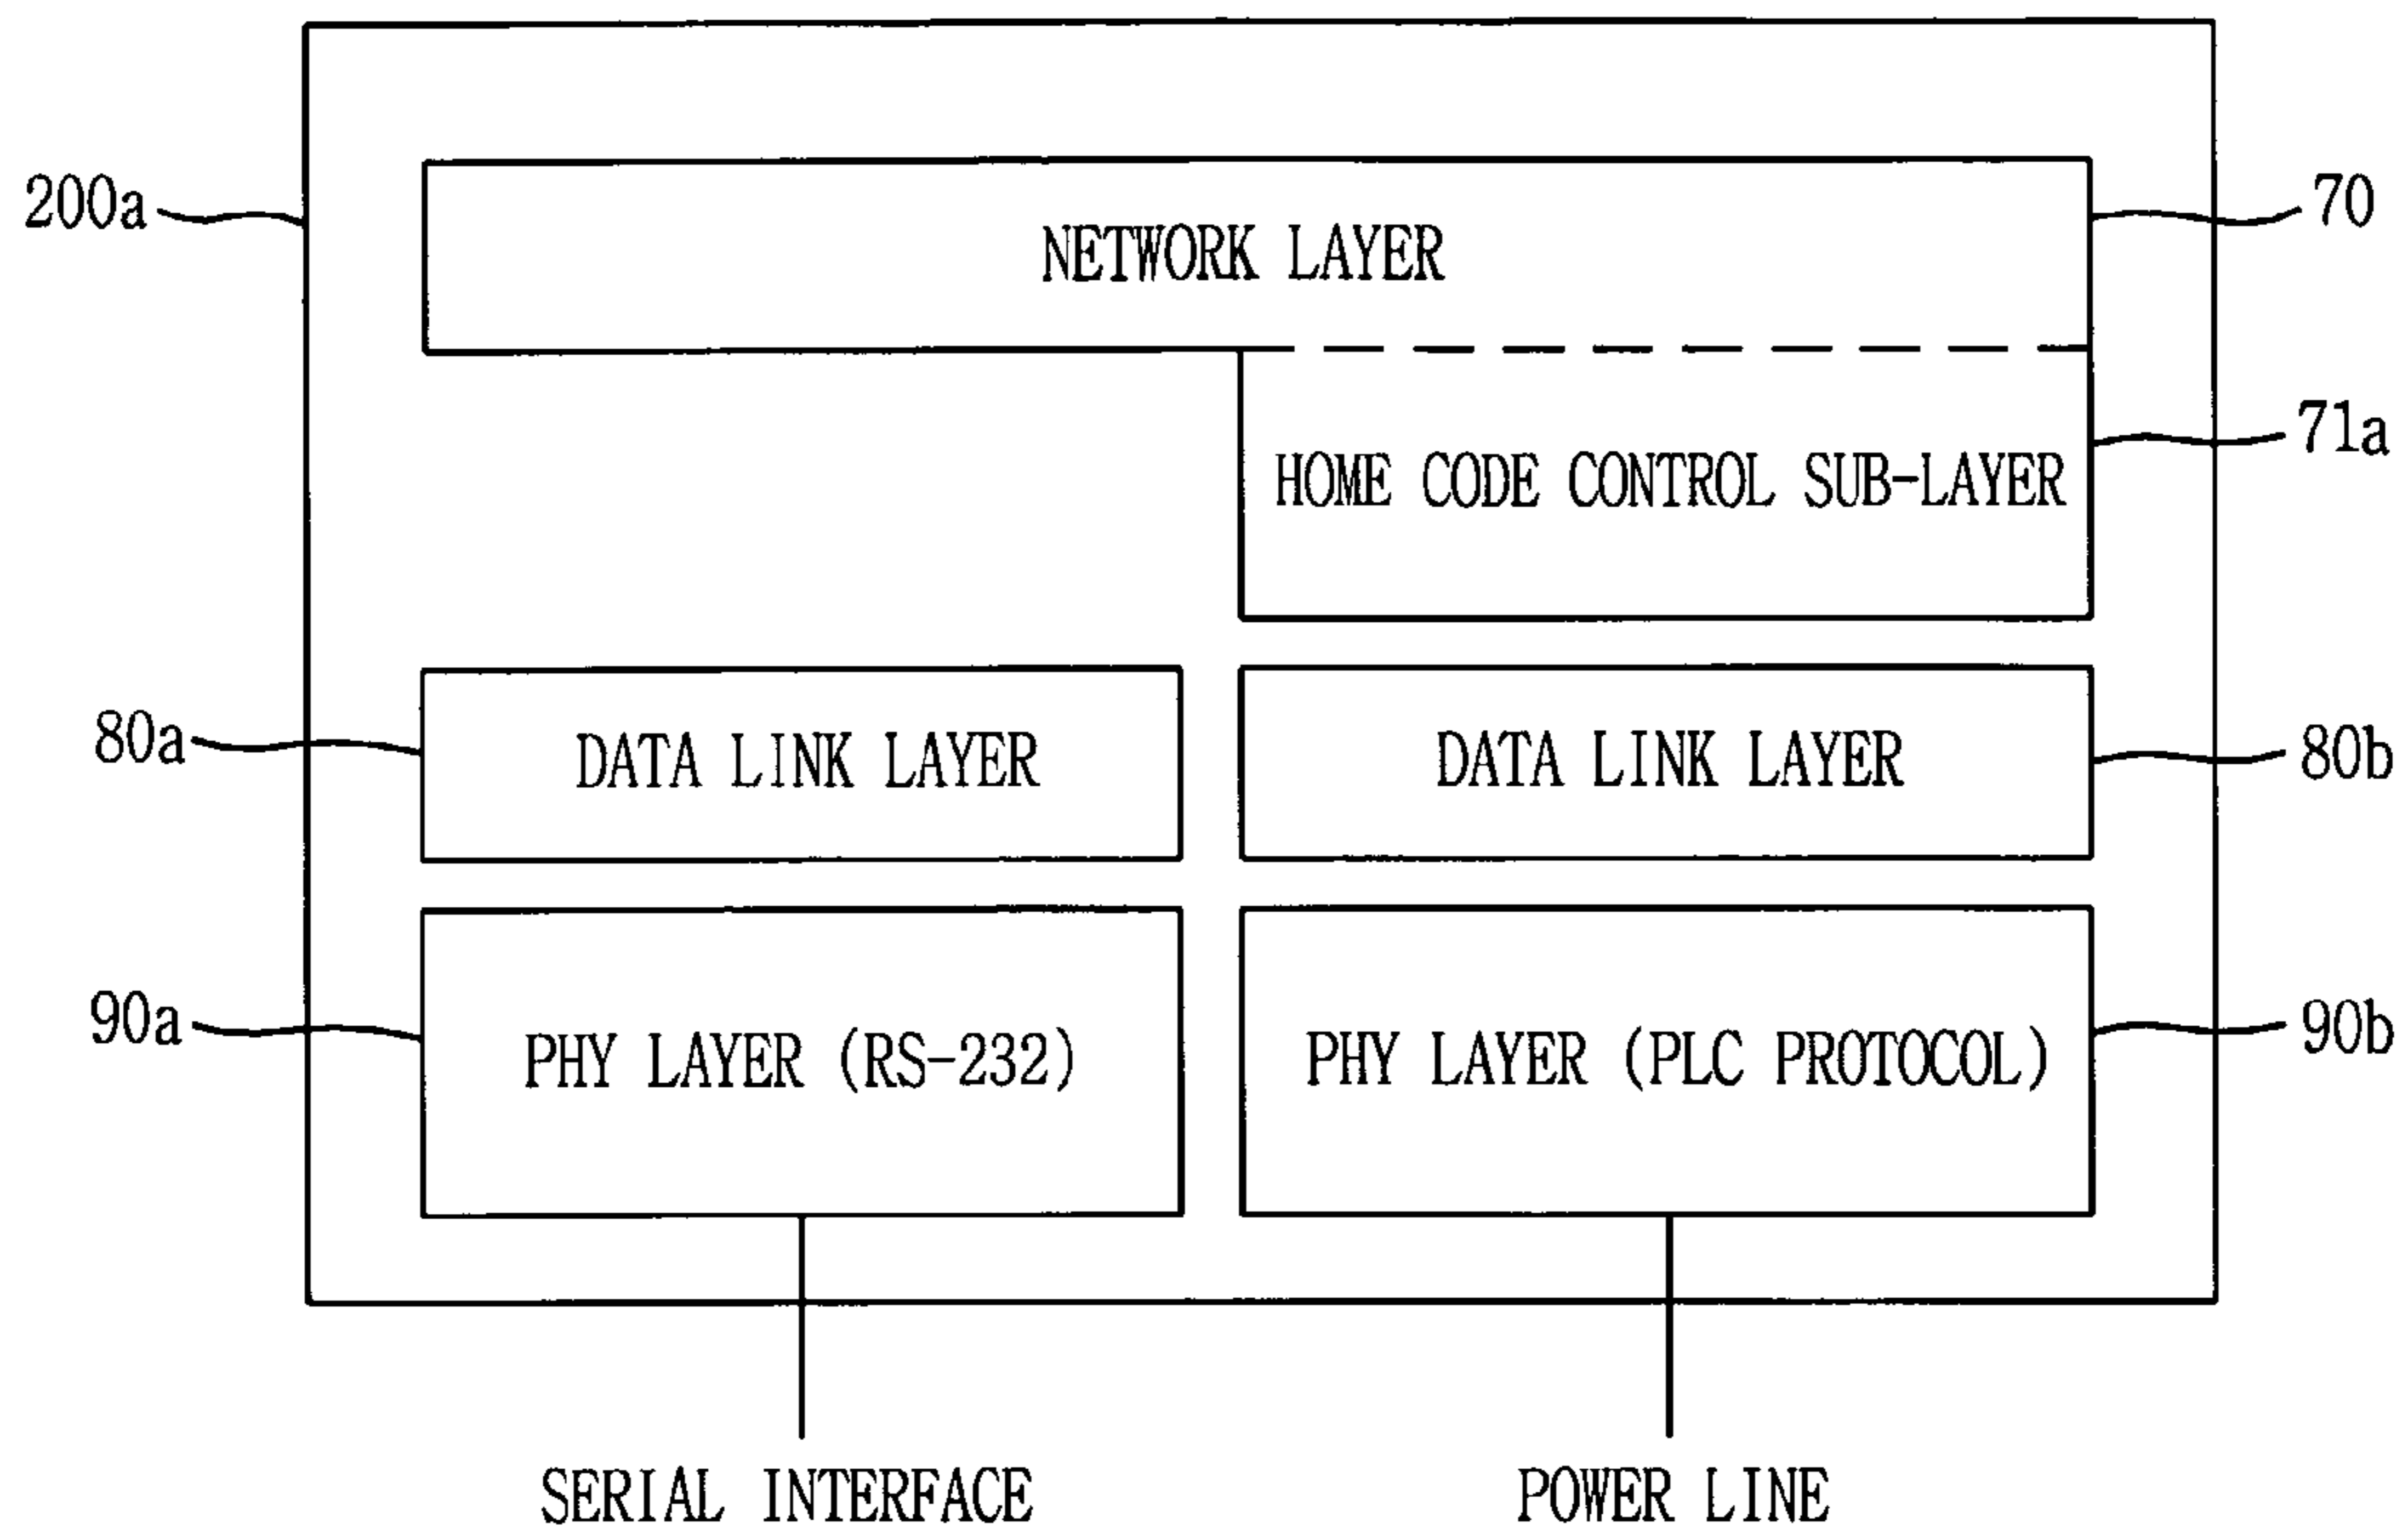 200a
70
NETWORK LAYER
71a
HOME CODE CONTROL SUB-LAYER
80a
DATA LINK LAYER
DATA LINK LAYER
80b
90a
PHY LAYER (RS-232)
PHY LAYER (PLC PROTOCOL)
90b
SERIAL INTERFACE
POWER LINE